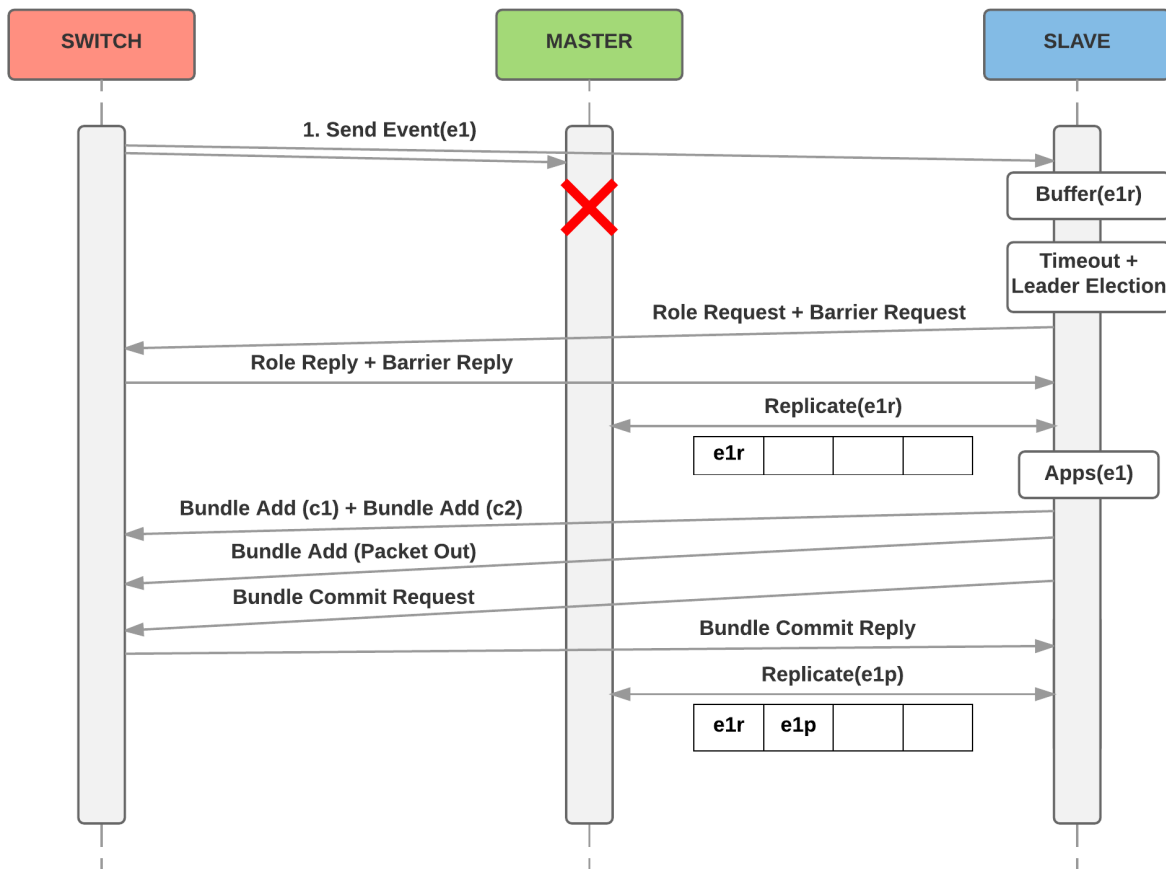 SWITCH
MASTER
SLAVE
1. Send Event(e1)
Buffer(e1r)
Timeout +
Leader Election
Role Request + Barrier Request
Role Reply + Barrier Reply
Replicate(e1r)
e1r
Apps(e1)
Bundle Add (c1) + Bundle Add (c2)
Bundle Add (Packet Out)
Bundle Commit Request
Bundle Commit Reply
Replicate(e1p)
e1r e1p